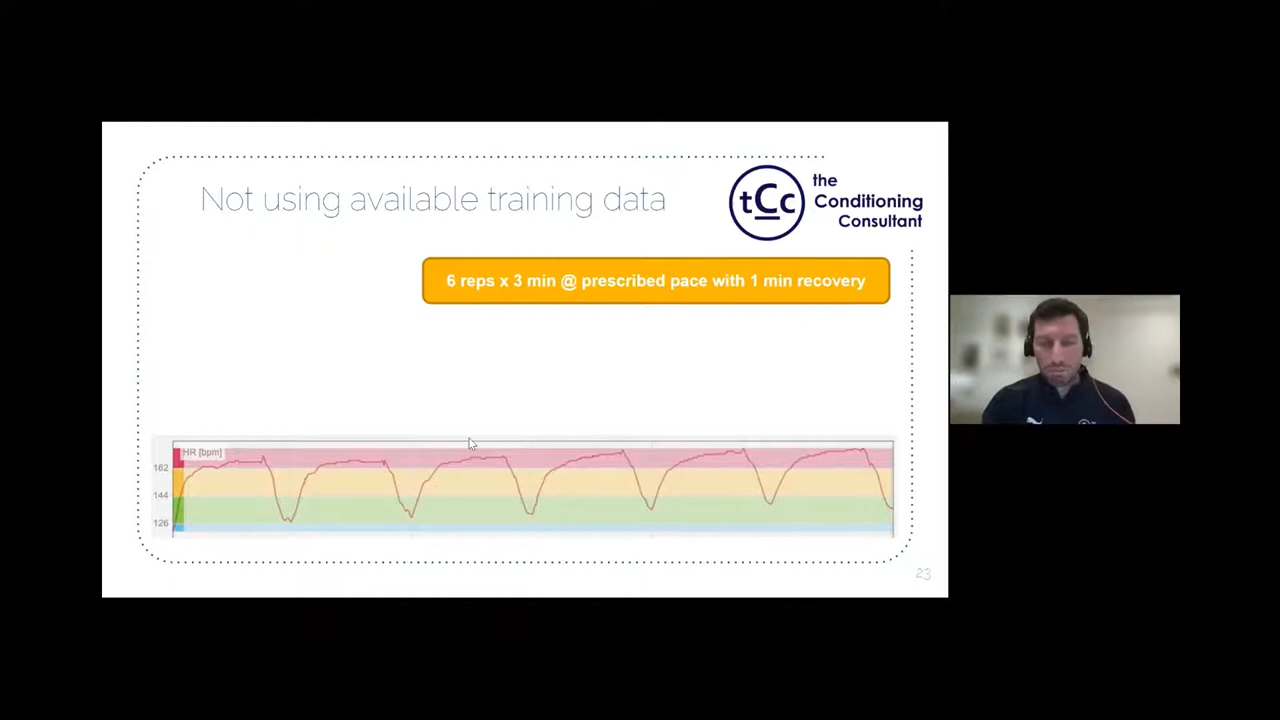 Not using available training data
tCc
the
Conditioning
Consultant
6 reps x 3 min @ prescribed pace with 1 min recovery
HR [bpm]
162
144
126
23